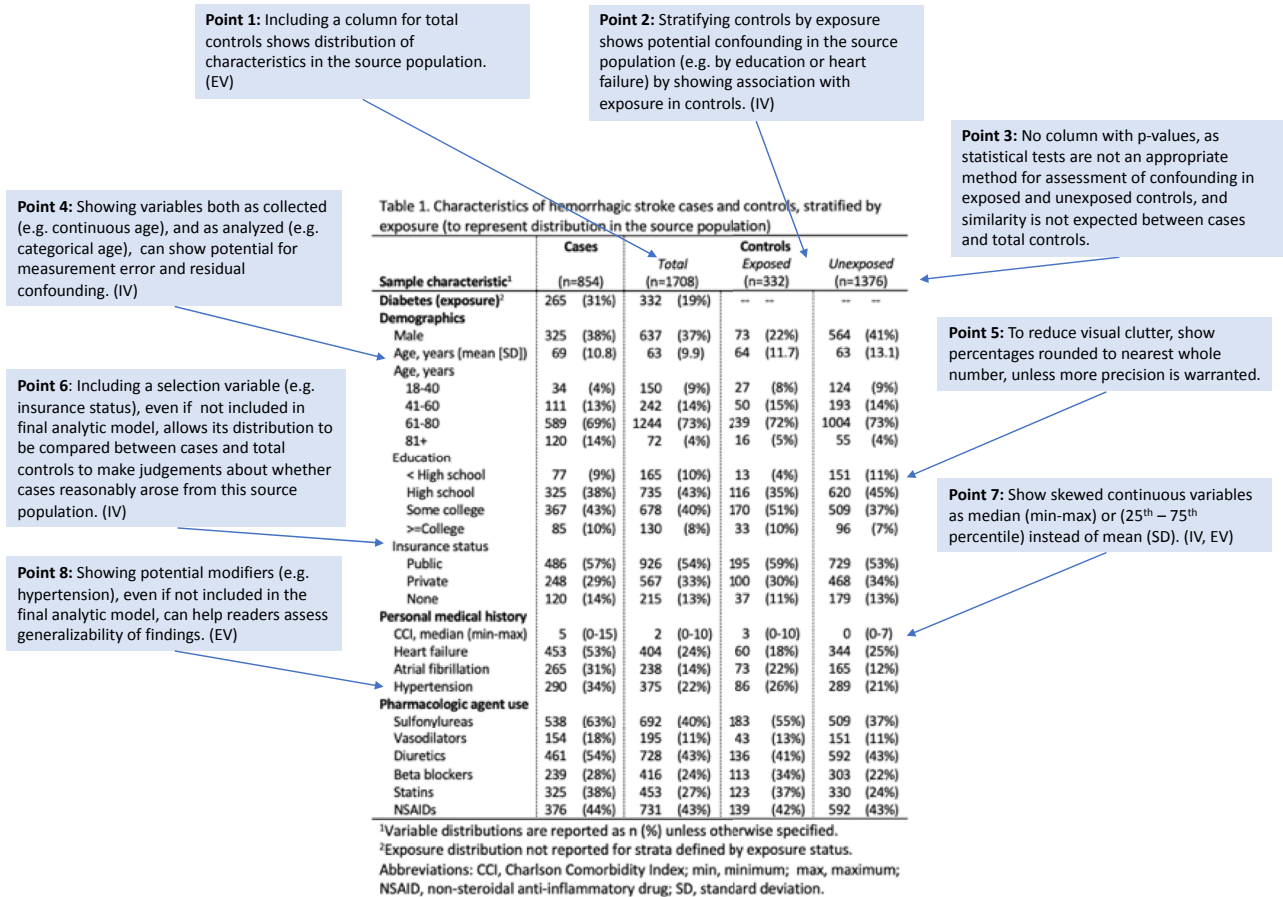 Point 1: Including a column for total
controls shows distribution of
characteristics in the source population.
(EV)
Point 2: Stratifying controls by exposure
shows potential confounding in the source
population (e.g. by education or heart
failure) by showing association with
exposure in controls. (IV)
Point 3: No column with p-values, as
statistical tests are not an appropriate
method for assessment of confounding in
exposed and unexposed controls, and
similarity is not expected between cases
and total controls.
Point 4: Showing variables both as collected
(e.g. continuous age), and as analyzed (e.g.
categorical age), can show potential for
measurement error and residual
confounding. (IV)
Point 5: To reduce visual clutter, show
percentages rounded to nearest whole
number, unless more precision is warranted.
Point 6: Including a selection variable (e.g.
insurance status), even if not included in
final analytic model, allows its distribution to
be compared between cases and total
controls to make judgements about whether
cases reasonably arose from this source
population. (IV)
Point 7: Show skewed continuous variables
as median (min-max) or (25th – 75th
percentile) instead of mean (SD). (IV, EV)
Point 8: Showing potential modifiers (e.g.
hypertension), even if not included in the
final analytic model, can help readers assess
generalizability of findings. (EV)
Table 1. Characteristics of hemorrhagic stroke cases and controls, stratified by
exposure (to represent distribution in the source population)
Cases Controls
Total Exposed Unexposed
Sample characteristic¹ (n=854) (n=1708) (n=332) (n=1376)
Diabetes (exposure)² 265 (31%) 332 (19%) -- -- -- --
Demographics
Male 325 (38%) 637 (37%) 73 (22%) 564 (41%)
Age, years (mean [SD]) 69 (10.8) 63 (9.9) 64 (11.7) 63 (13.1)
Age, years
18-40 34 (4%) 150 (9%) 27 (8%) 124 (9%)
41-60 111 (13%) 242 (14%) 50 (15%) 193 (14%)
61-80 589 (69%) 1244 (73%) 239 (72%) 1004 (73%)
81+ 120 (14%) 72 (4%) 16 (5%) 55 (4%)
Education
< High school 77 (9%) 165 (10%) 13 (4%) 151 (11%)
High school 325 (38%) 735 (43%) 116 (35%) 620 (45%)
Some college 367 (43%) 678 (40%) 170 (51%) 509 (37%)
>=College 85 (10%) 130 (8%) 33 (10%) 96 (7%)
Insurance status
Public 486 (57%) 926 (54%) 195 (59%) 729 (53%)
Private 248 (29%) 567 (33%) 100 (30%) 468 (34%)
None 120 (14%) 215 (13%) 37 (11%) 179 (13%)
Personal medical history
CCI, median (min-max) 5 (0-15) 2 (0-10) 3 (0-10) 0 (0-7)
Heart failure 453 (53%) 404 (24%) 60 (18%) 344 (25%)
Atrial fibrillation 265 (31%) 238 (14%) 73 (22%) 165 (12%)
Hypertension 290 (34%) 375 (22%) 86 (26%) 289 (21%)
Pharmacologic agent use
Sulfonylureas 538 (63%) 692 (40%) 183 (55%) 509 (37%)
Vasodilators 154 (18%) 195 (11%) 43 (13%) 151 (11%)
Diuretics 461 (54%) 728 (43%) 136 (41%) 592 (43%)
Beta blockers 239 (28%) 416 (24%) 113 (34%) 303 (22%)
Statins 325 (38%) 453 (27%) 123 (37%) 330 (24%)
NSAIDs 376 (44%) 731 (43%) 139 (42%) 592 (43%)
¹Variable distributions are reported as n (%) unless otherwise specified.
²Exposure distribution not reported for strata defined by exposure status.
Abbreviations: CCI, Charlson Comorbidity Index; min, minimum; max, maximum;
NSAID, non-steroidal anti-inflammatory drug; SD, standard deviation.